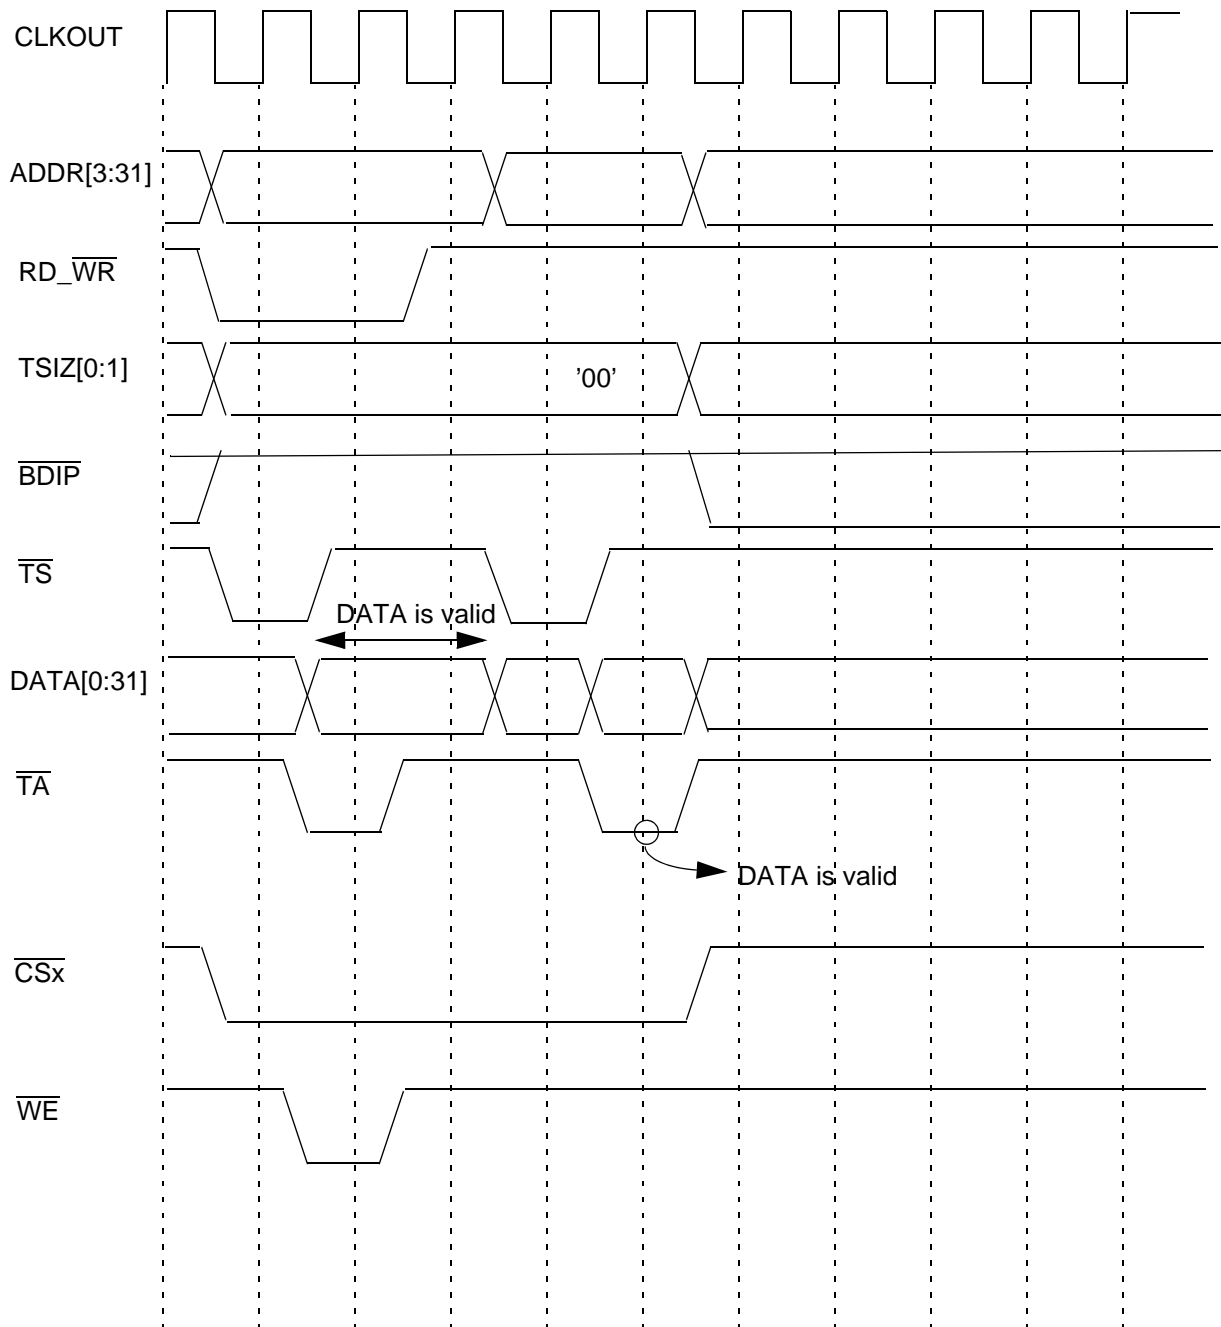 CLKOUT
ADDR[3:31]
RD_WR
TSIZ[0:1]
'00'
BDIP
TS
DATA is valid
DATA[0:31]
TA
DATA is valid
CSx
WE